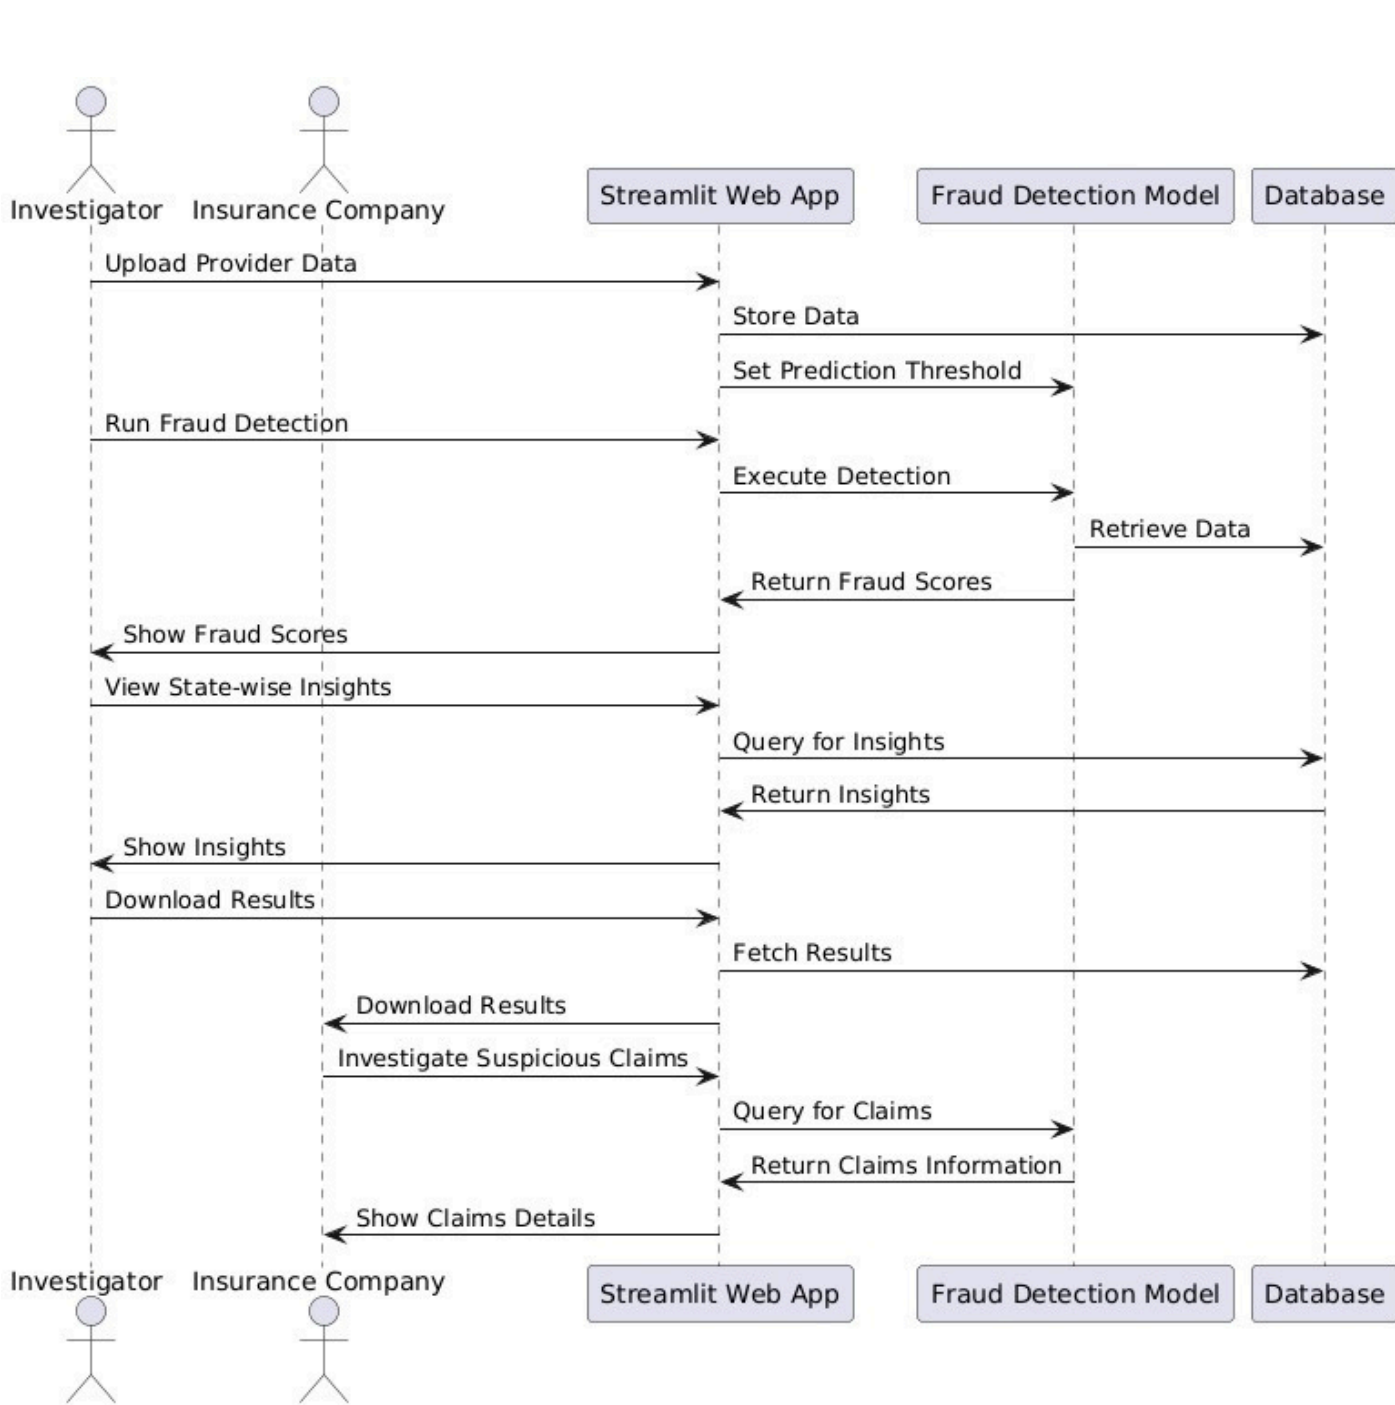 Investigator
Insurance Company
Streamlit Web App
Fraud Detection Model
Database
Upload Provider Data
Store Data
Set Prediction Threshold
Run Fraud Detection
Execute Detection
Retrieve Data
Return Fraud Scores
Show Fraud Scores
View State-wise Insights
Query for Insights
Return Insights
Show Insights
Download Results
Fetch Results
Download Results
Investigate Suspicious Claims
Query for Claims
Return Claims Information
Show Claims Details
Investigator
Insurance Company
Streamlit Web App
Fraud Detection Model
Database